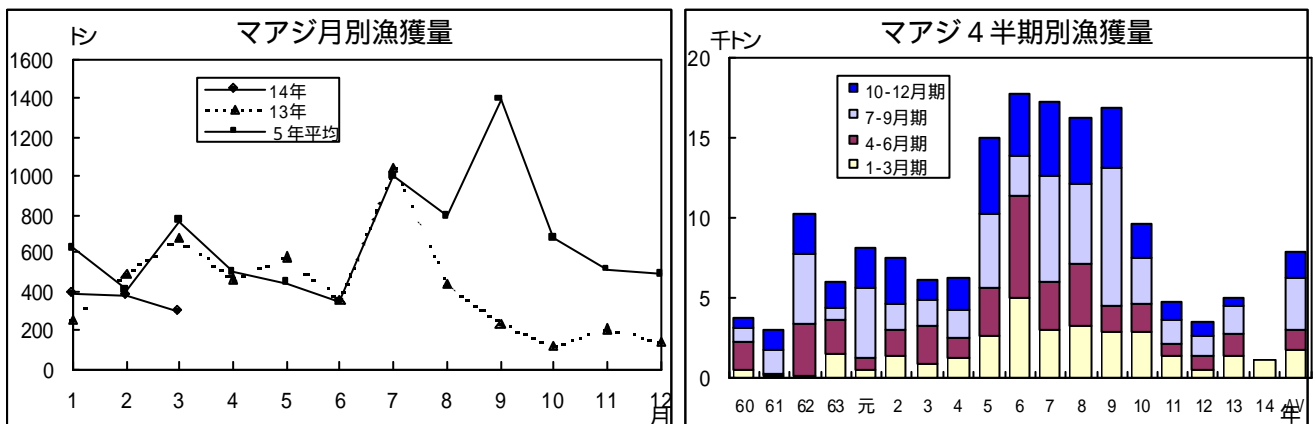 トン
マアジ月別漁獲量
1600
1400
1200
1000
800
600
400
200
0
14年
13年
５年平均
1 2 3 4 5 6 7 8 9 10 11 12
月
千トン
マアジ４半期別漁獲量
20
15
10
5
0
10-12月期
7-9月期
4-6月期
1-3月期
60 61 62 63 元 2 3 4 5 6 7 8 9 10 11 12 13 14 AV
年